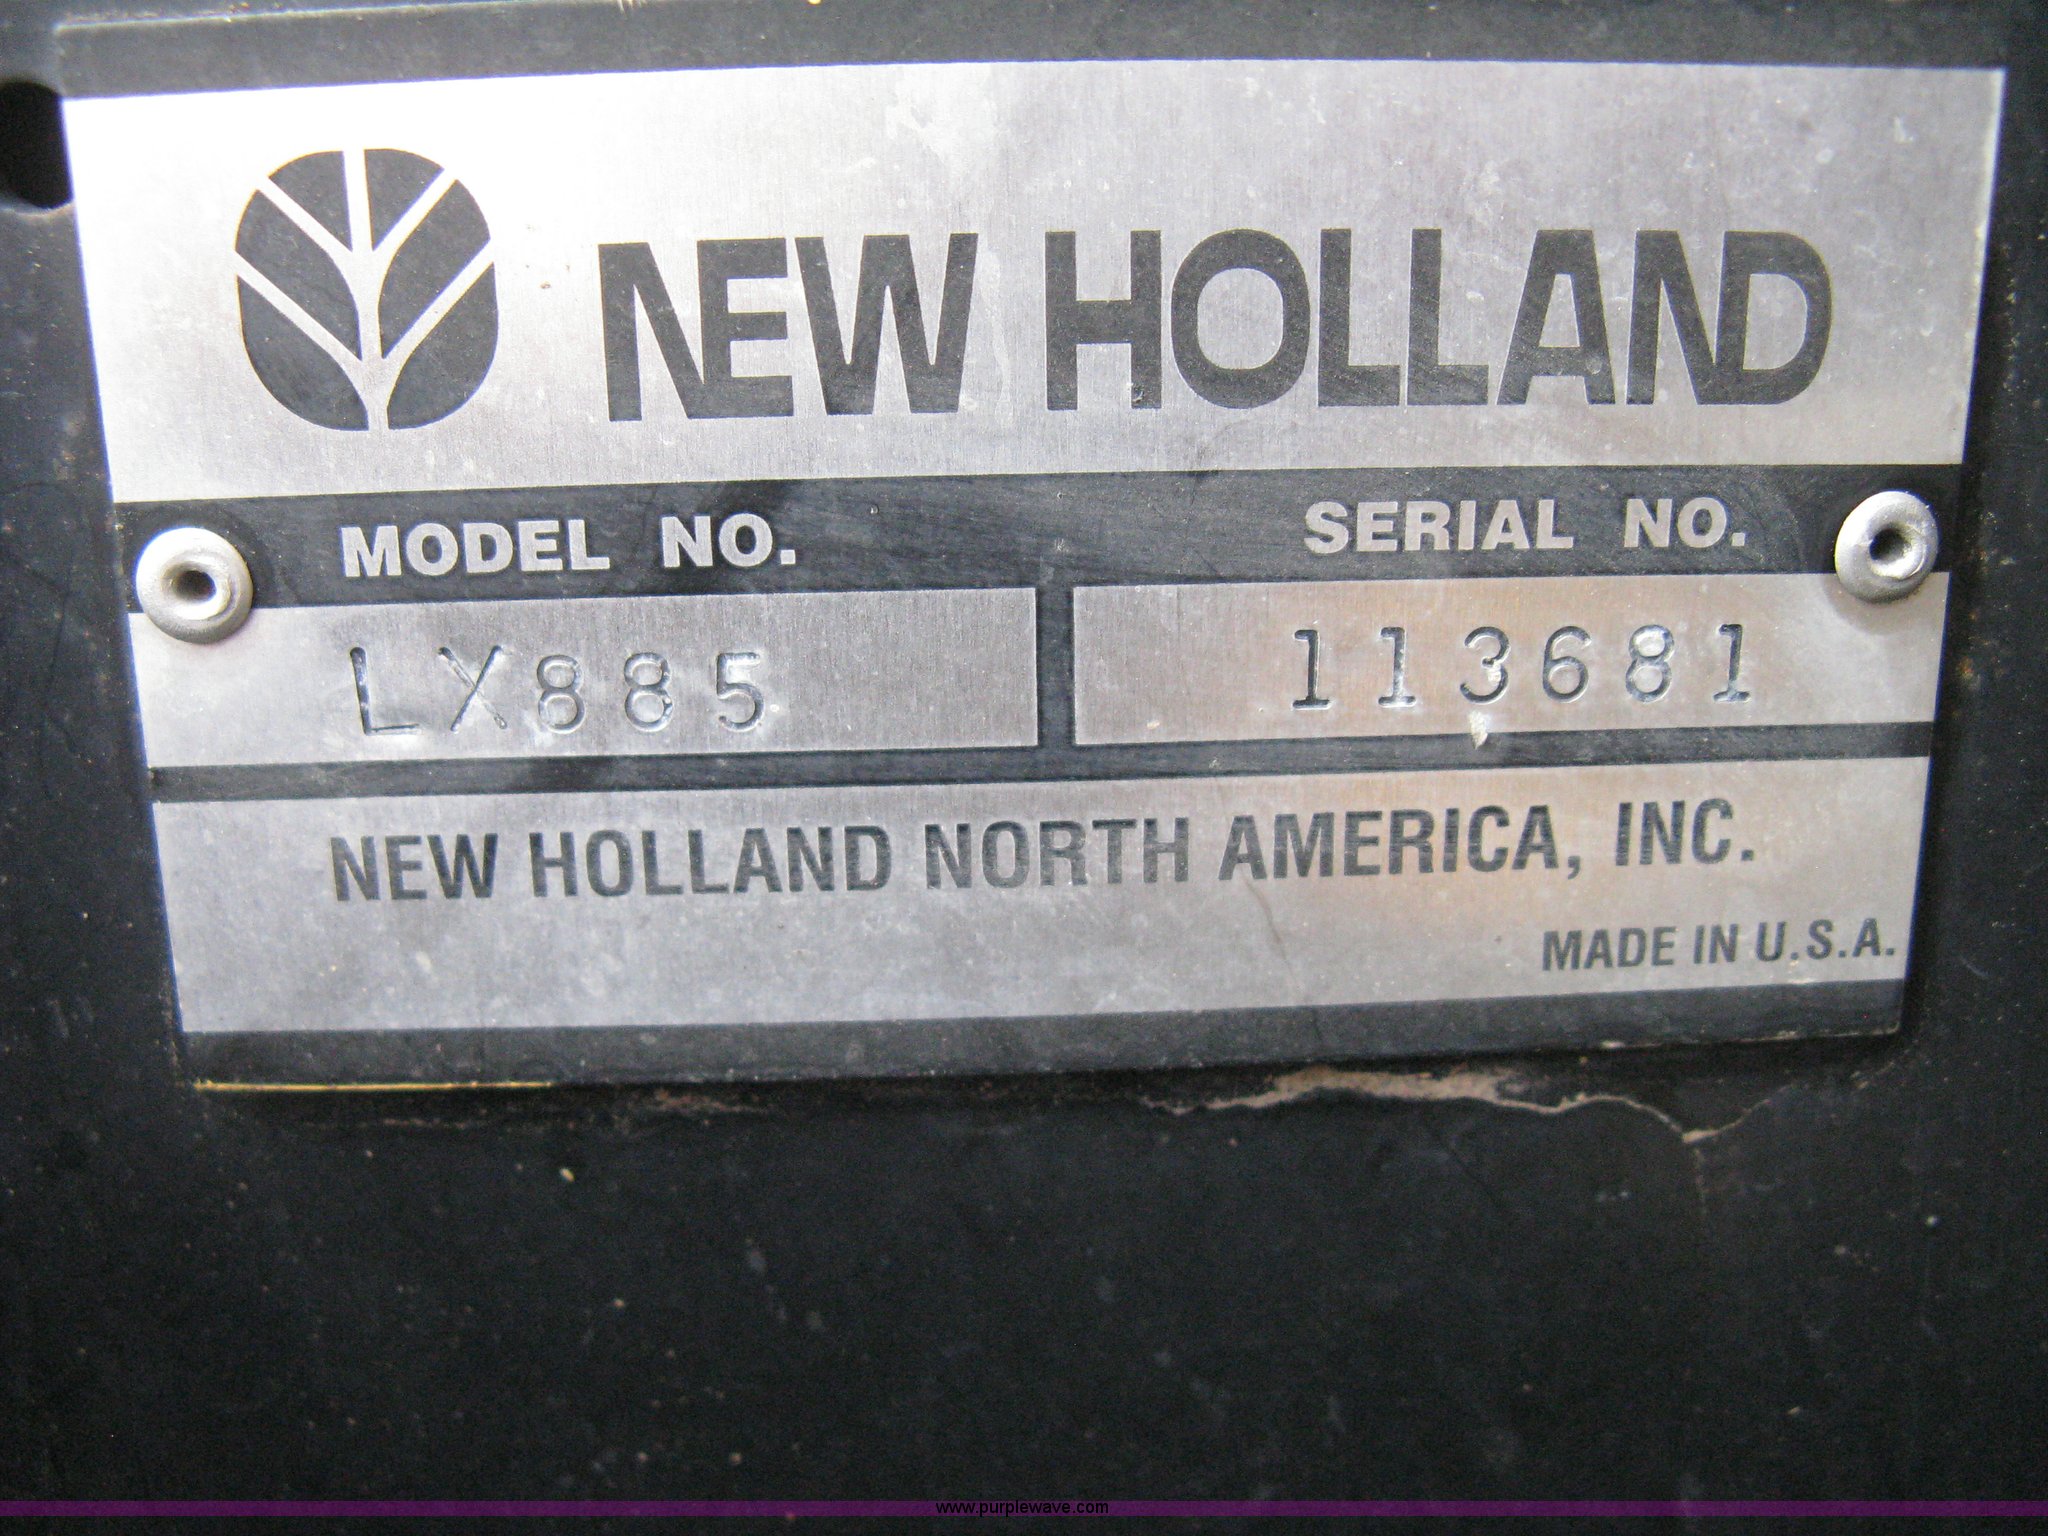 NEW HOLLAND
MODEL NO. SERIAL NO.
LX885 113681
NEW HOLLAND NORTH AMERICA, INC.
MADE IN U.S.A.
www.purplewave.com